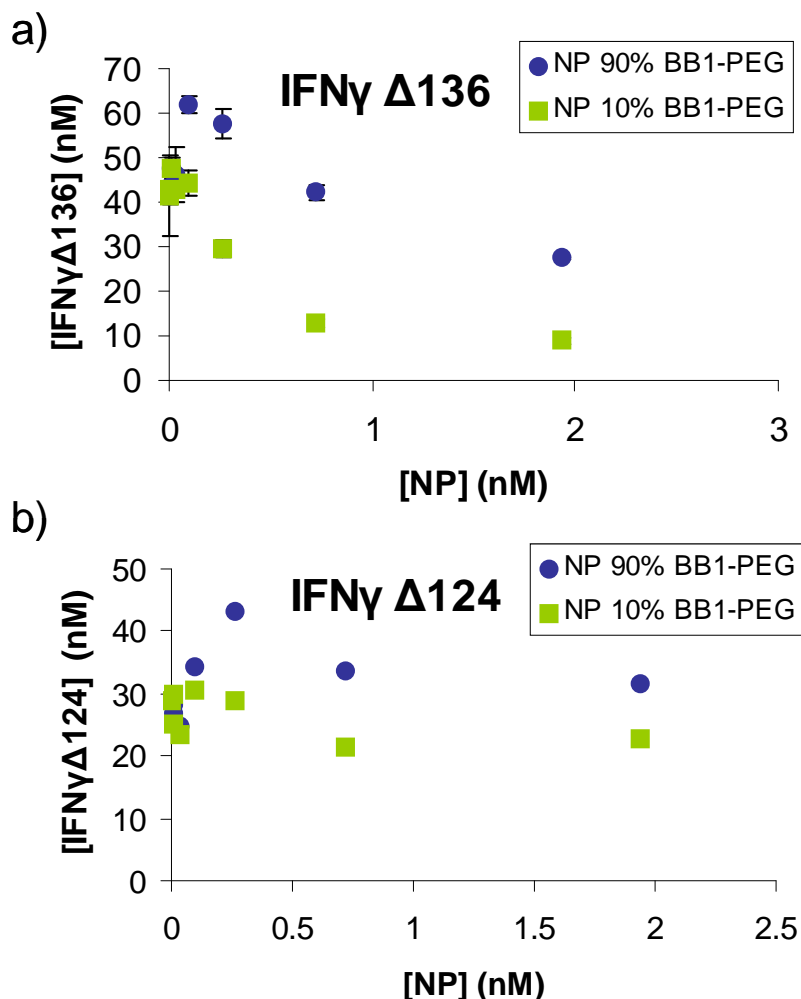 a)
NP 90% BB1-PEG
NP 10% BB1-PEG
IFNγ Δ136
[IFNγΔ136] (nM)
70
60
50
40
30
20
10
0
0
1
2
3
[NP] (nM)
b)
NP 90% BB1-PEG
NP 10% BB1-PEG
IFNγ Δ124
[IFNγΔ124] (nM)
50
40
30
20
10
0
0
0.5
1
1.5
2
2.5
[NP] (nM)